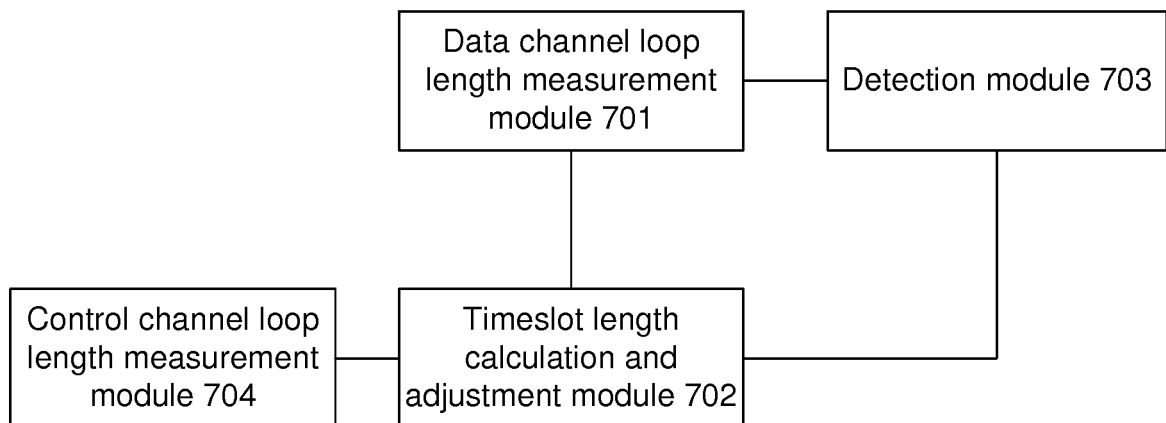 Data channel loop
length measurement
module 701
Detection module 703
Control channel loop
length measurement
module 704
Timeslot length
calculation and
adjustment module 702